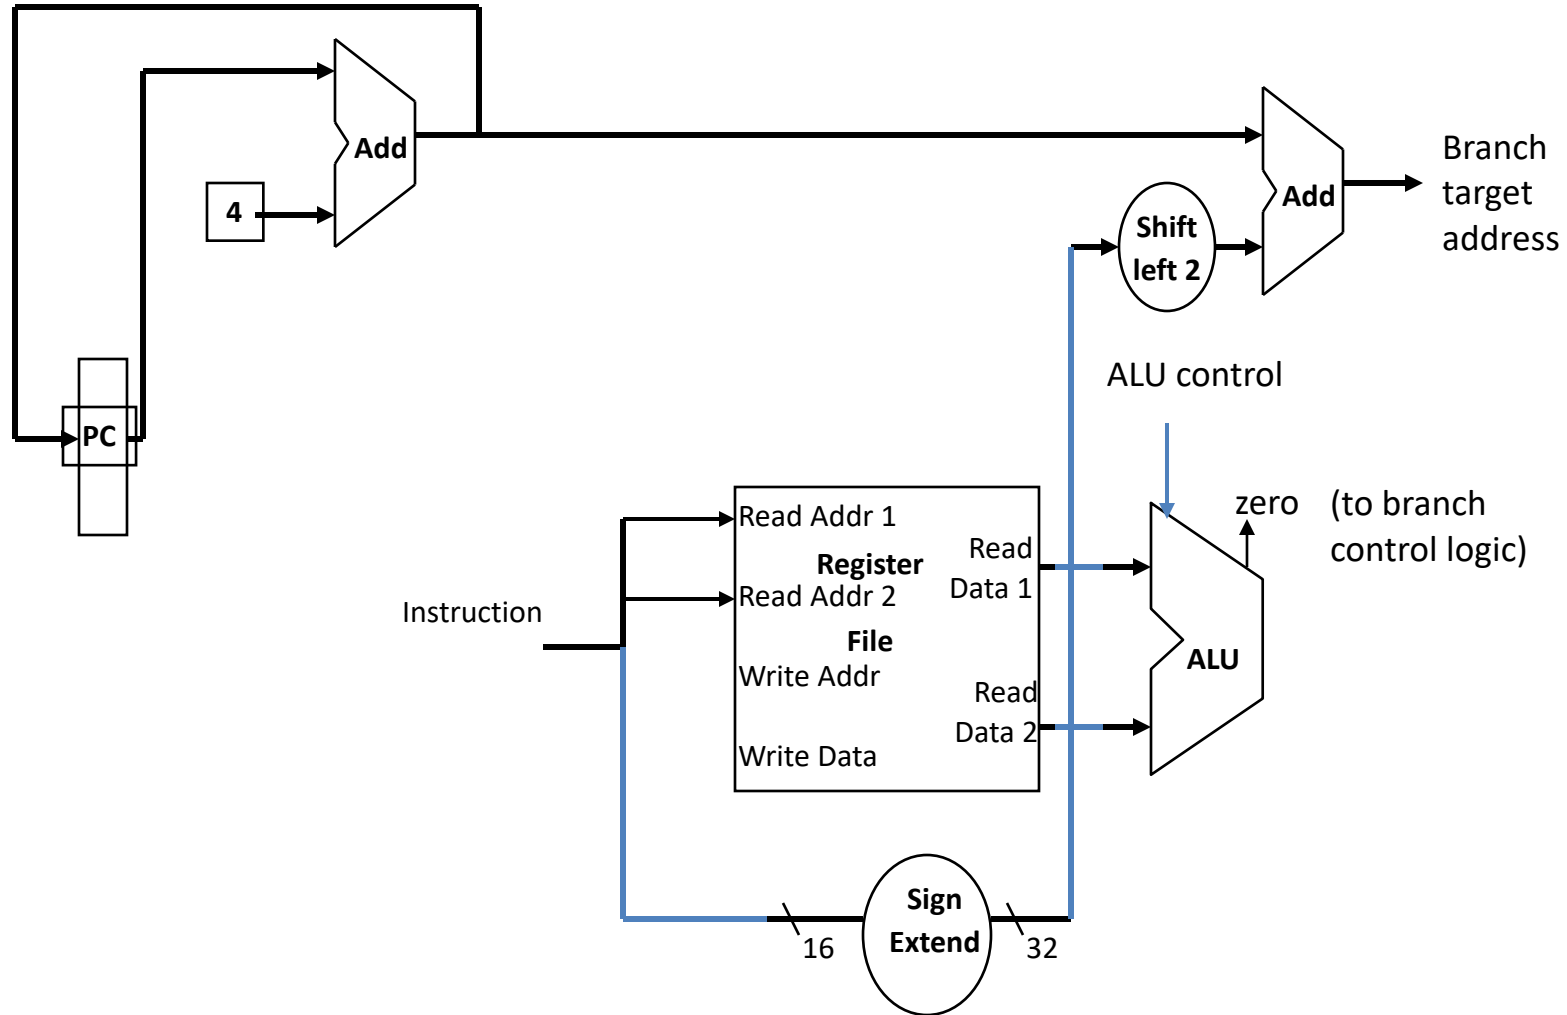 Add
4
Add
Branch
target
address
Shift
left 2
PC
ALU control
zero (to branch
control logic)
Instruction
Read Addr 1
Register
Read Addr 2
File
Write Addr
Write Data
Read
Data 1
Read
Data 2
ALU
Sign
Extend
16
32